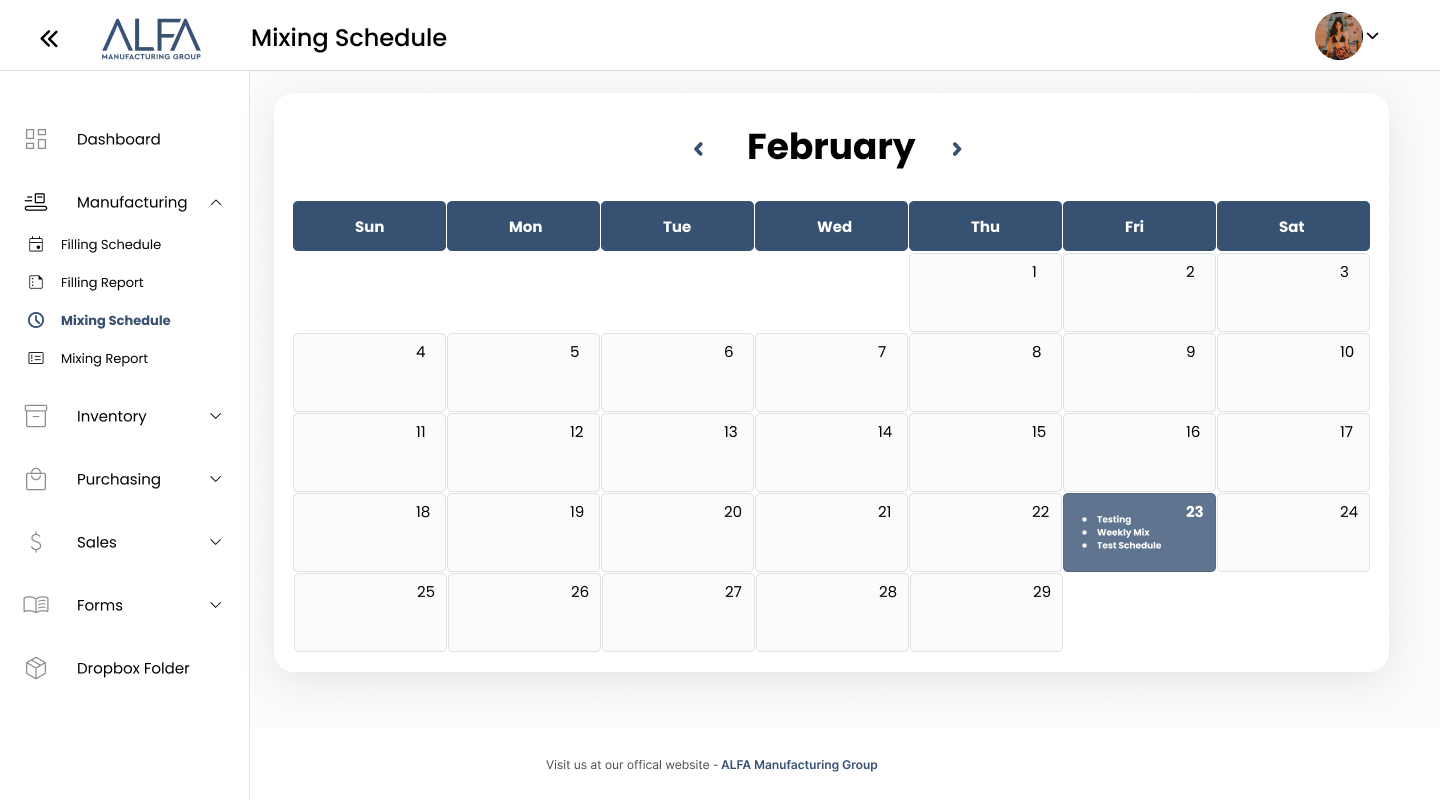 ALFA
MANUFACTURING GROUP
Mixing Schedule
Dashboard
Manufacturing
Filling Schedule
Filling Report
Mixing Schedule
Mixing Report
Inventory
Purchasing
Sales
Forms
Dropbox Folder
February
Sun Mon Tue Wed Thu Fri Sat
1 2 3
4 5 6 7 8 9 10
11 12 13 14 15 16 17
18 19 20 21 22 23 24
Testing
Weekly Mix
Test Schedule
25 26 27 28 29
Visit us at our offical website - ALFA Manufacturing Group